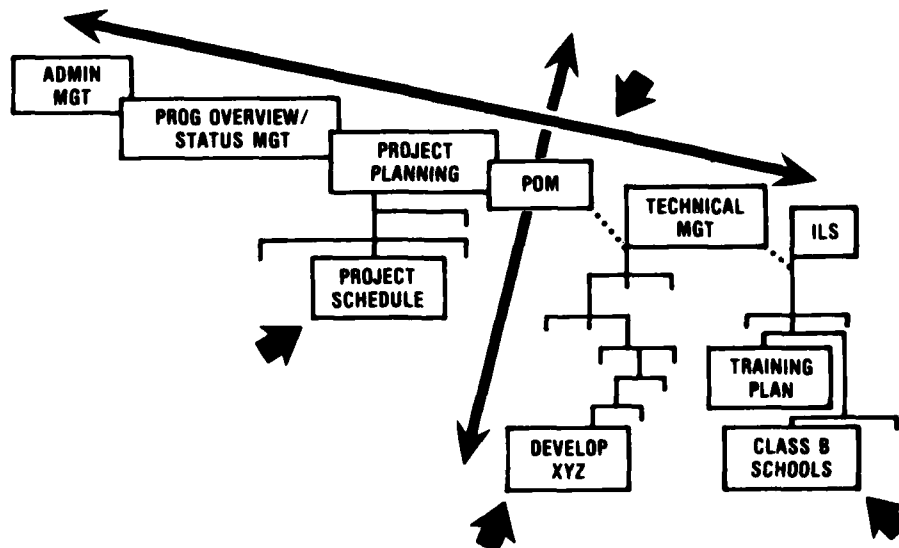 ADMIN
MGT
PROG OVERVIEW/
STATUS MGT
PROJECT
PLANNING
POM
TECHNICAL
MGT
ILS
PROJECT
SCHEDULE
TRAINING
PLAN
DEVELOP
XYZ
CLASS B
SCHOOLS